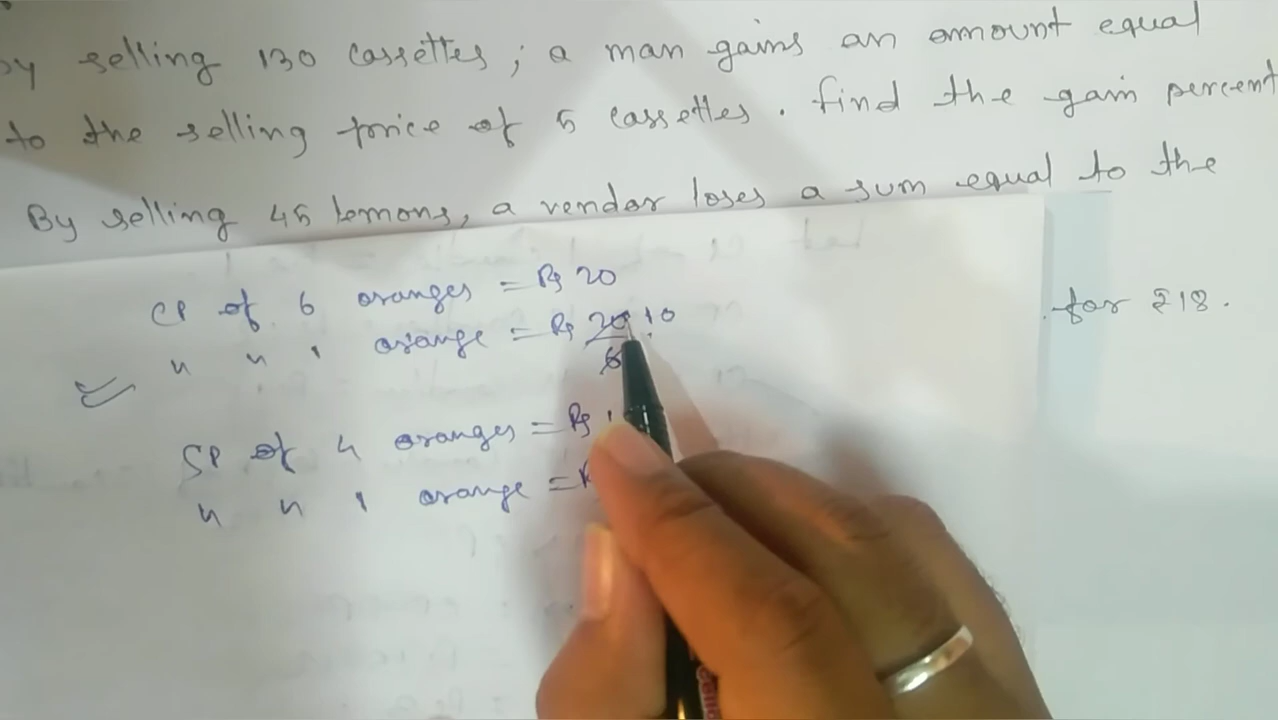 by selling 130 cassettes, a man gains an amount equal
to the selling price of 5 cassettes. find the gain percent
By selling 45 lemons, a vendor loses a sum equal to the
for ₹18.
CP of 6 oranges = Rs 20
" " 1 orange = Rs 20 10
6
SP of 4 oranges = Rs
" " 1 orange =